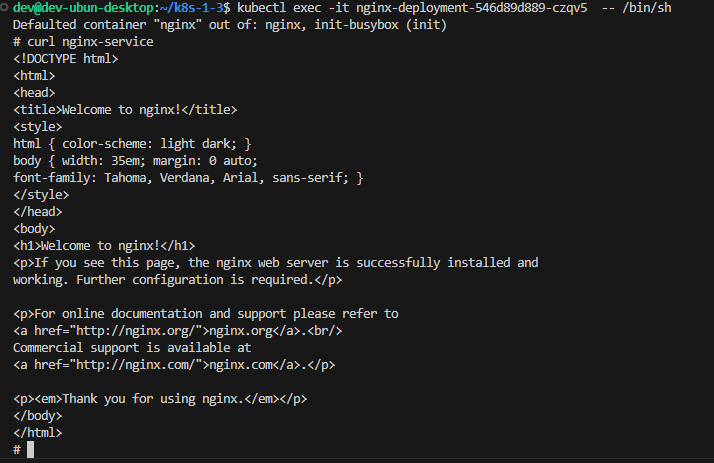 dev@dev-ubun-desktop:~/k8s-1-3$ kubectl exec -it nginx-deployment-546d89d889-czqv5  -- /bin/sh
Defaulted container "nginx" out of: nginx, init-busybox (init)
# curl nginx-service
<!DOCTYPE html>
<html>
<head>
<title>Welcome to nginx!</title>
<style>
html { color-scheme: light dark; }
body { width: 35em; margin: 0 auto;
font-family: Tahoma, Verdana, Arial, sans-serif; }
</style>
</head>
<body>
<h1>Welcome to nginx!</h1>
<p>If you see this page, the nginx web server is successfully installed and
working. Further configuration is required.</p>

<p>For online documentation and support please refer to
<a href="http://nginx.org/">nginx.org</a>.<br/>
Commercial support is available at
<a href="http://nginx.com/">nginx.com</a>.</p>

<p><em>Thank you for using nginx.</em></p>
</body>
</html>
#